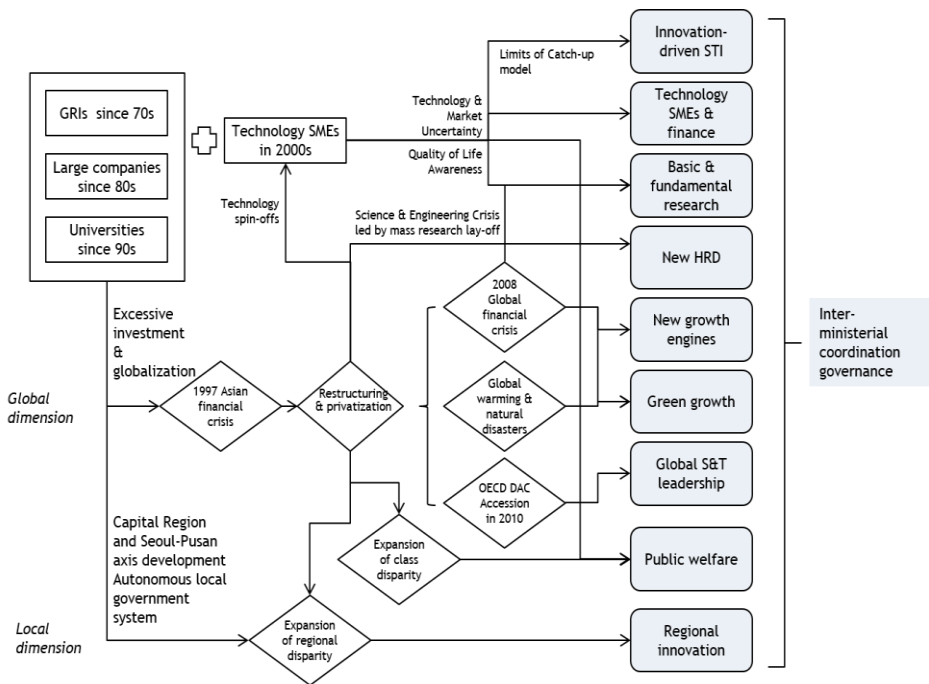 Innovation-
driven STI
Limits of Catch-up
model
GRIs since 70s
Technology SMEs
in 2000s
Technology &
Market
Uncertainty
Technology
SMEs &
finance
Large companies
since 80s
Quality of Life
Awareness
Basic &
fundamental
research
Universities
since 90s
Technology
spin-offs
Science & Engineering Crisis
led by mass research lay-off
New HRD
Excessive
investment
&
globalization
2008
Global
financial
crisis
New growth
engines
Inter-
ministerial
coordination
governance
Global
dimension
1997 Asian
financial
crisis
Restructuring
& privatization
Global
warming &
natural
disasters
Green growth
Global S&T
leadership
OECD DAC
Accession
in 2010
Capital Region
and Seoul-Pusan
axis development
Autonomous local
government
system
Expansion
of class
disparity
Public welfare
Local
dimension
Expansion
of regional
disparity
Regional
innovation